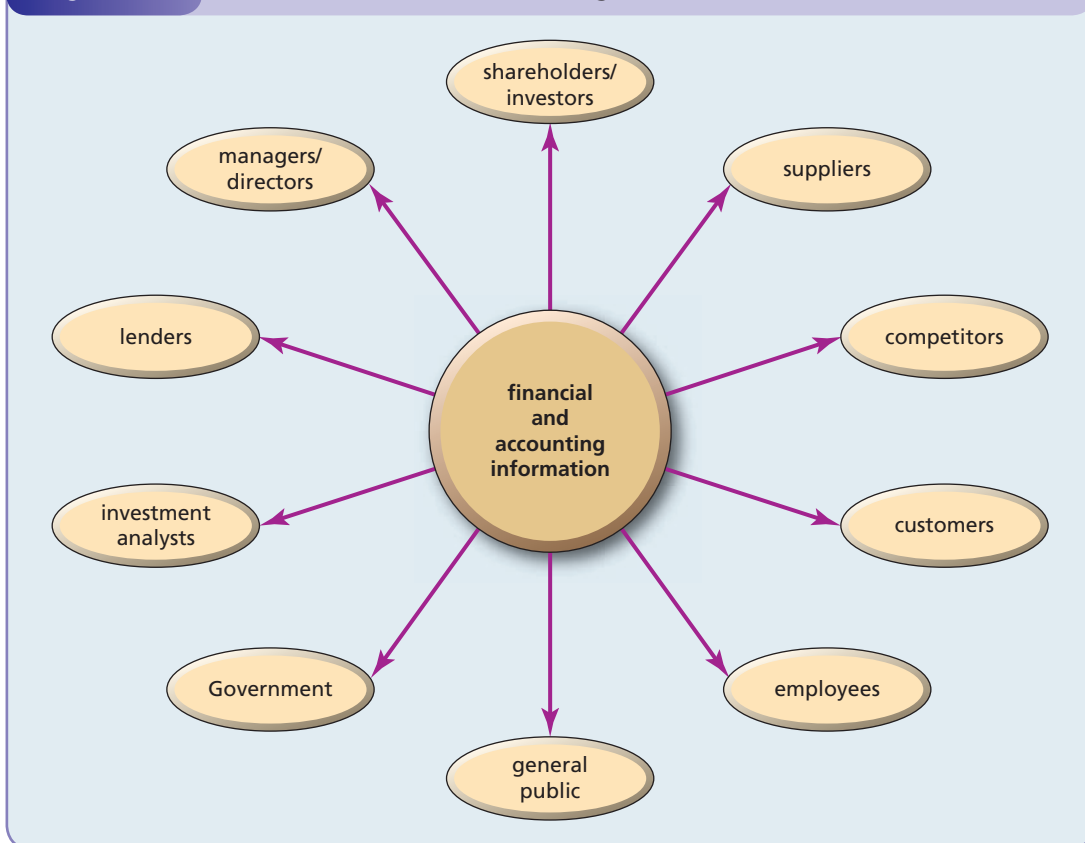 shareholders/
investors
managers/
directors
suppliers
lenders
competitors
financial
and
accounting
information
investment
analysts
customers
Government
employees
general
public